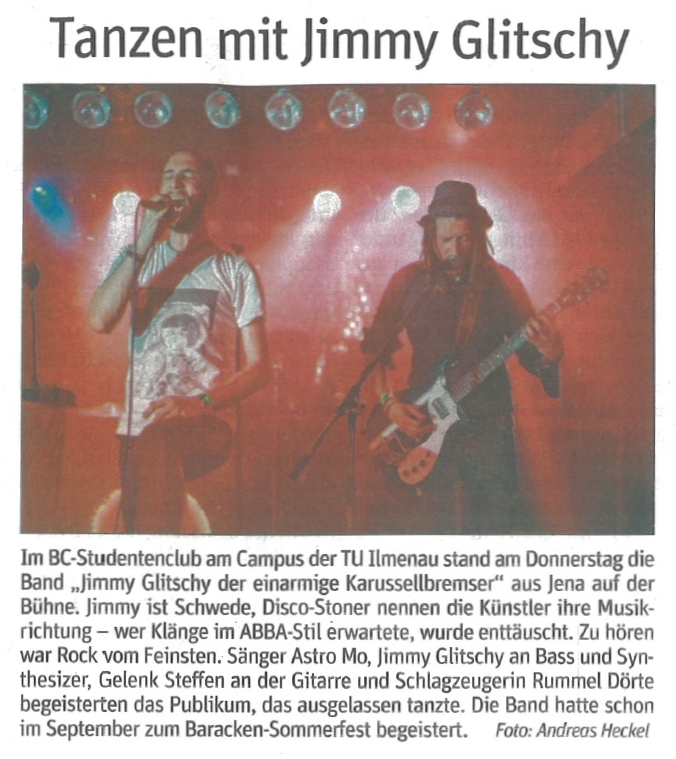 Tanzen mit Jimmy Glitschy
Im BC-Studentenclub am Campus der TU Ilmenau stand am Donnerstag die
Band „Jimmy Glitschy der einarmige Karussellbremser“ aus Jena auf der
Bühne. Jimmy ist Schwede, Disco-Stoner nennen die Künstler ihre Musik-
richtung – wer Klänge im ABBA-Stil erwartete, wurde enttäuscht. Zu hören
war Rock vom Feinsten. Sänger Astro Mo, Jimmy Glitschy an Bass und Syn-
thesizer, Gelenk Steffen an der Gitarre und Schlagzeugerin Rummel Dörte
begeisterten das Publikum, das ausgelassen tanzte. Die Band hatte schon
im September zum Baracken-Sommerfest begeistert. Foto: Andreas Heckel